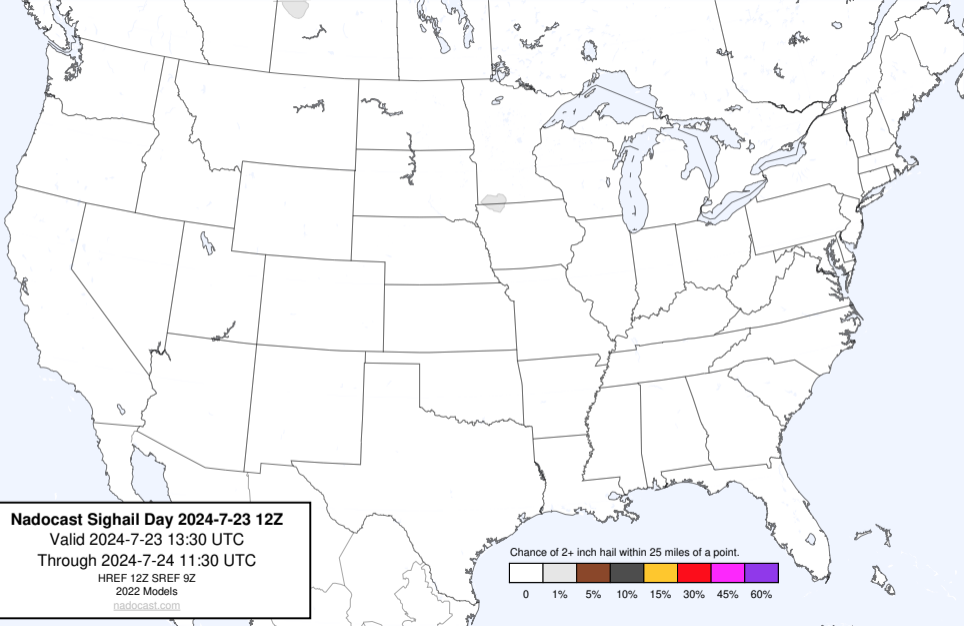 Nadocast Sighail Day 2024-7-23 12Z
Valid 2024-7-23 13:30 UTC
Through 2024-7-24 11:30 UTC
HREF 12Z SREF 9Z
2022 Models
nadocast.com
Chance of 2+ inch hail within 25 miles of a point.
0 1% 5% 10% 15% 30% 45% 60%